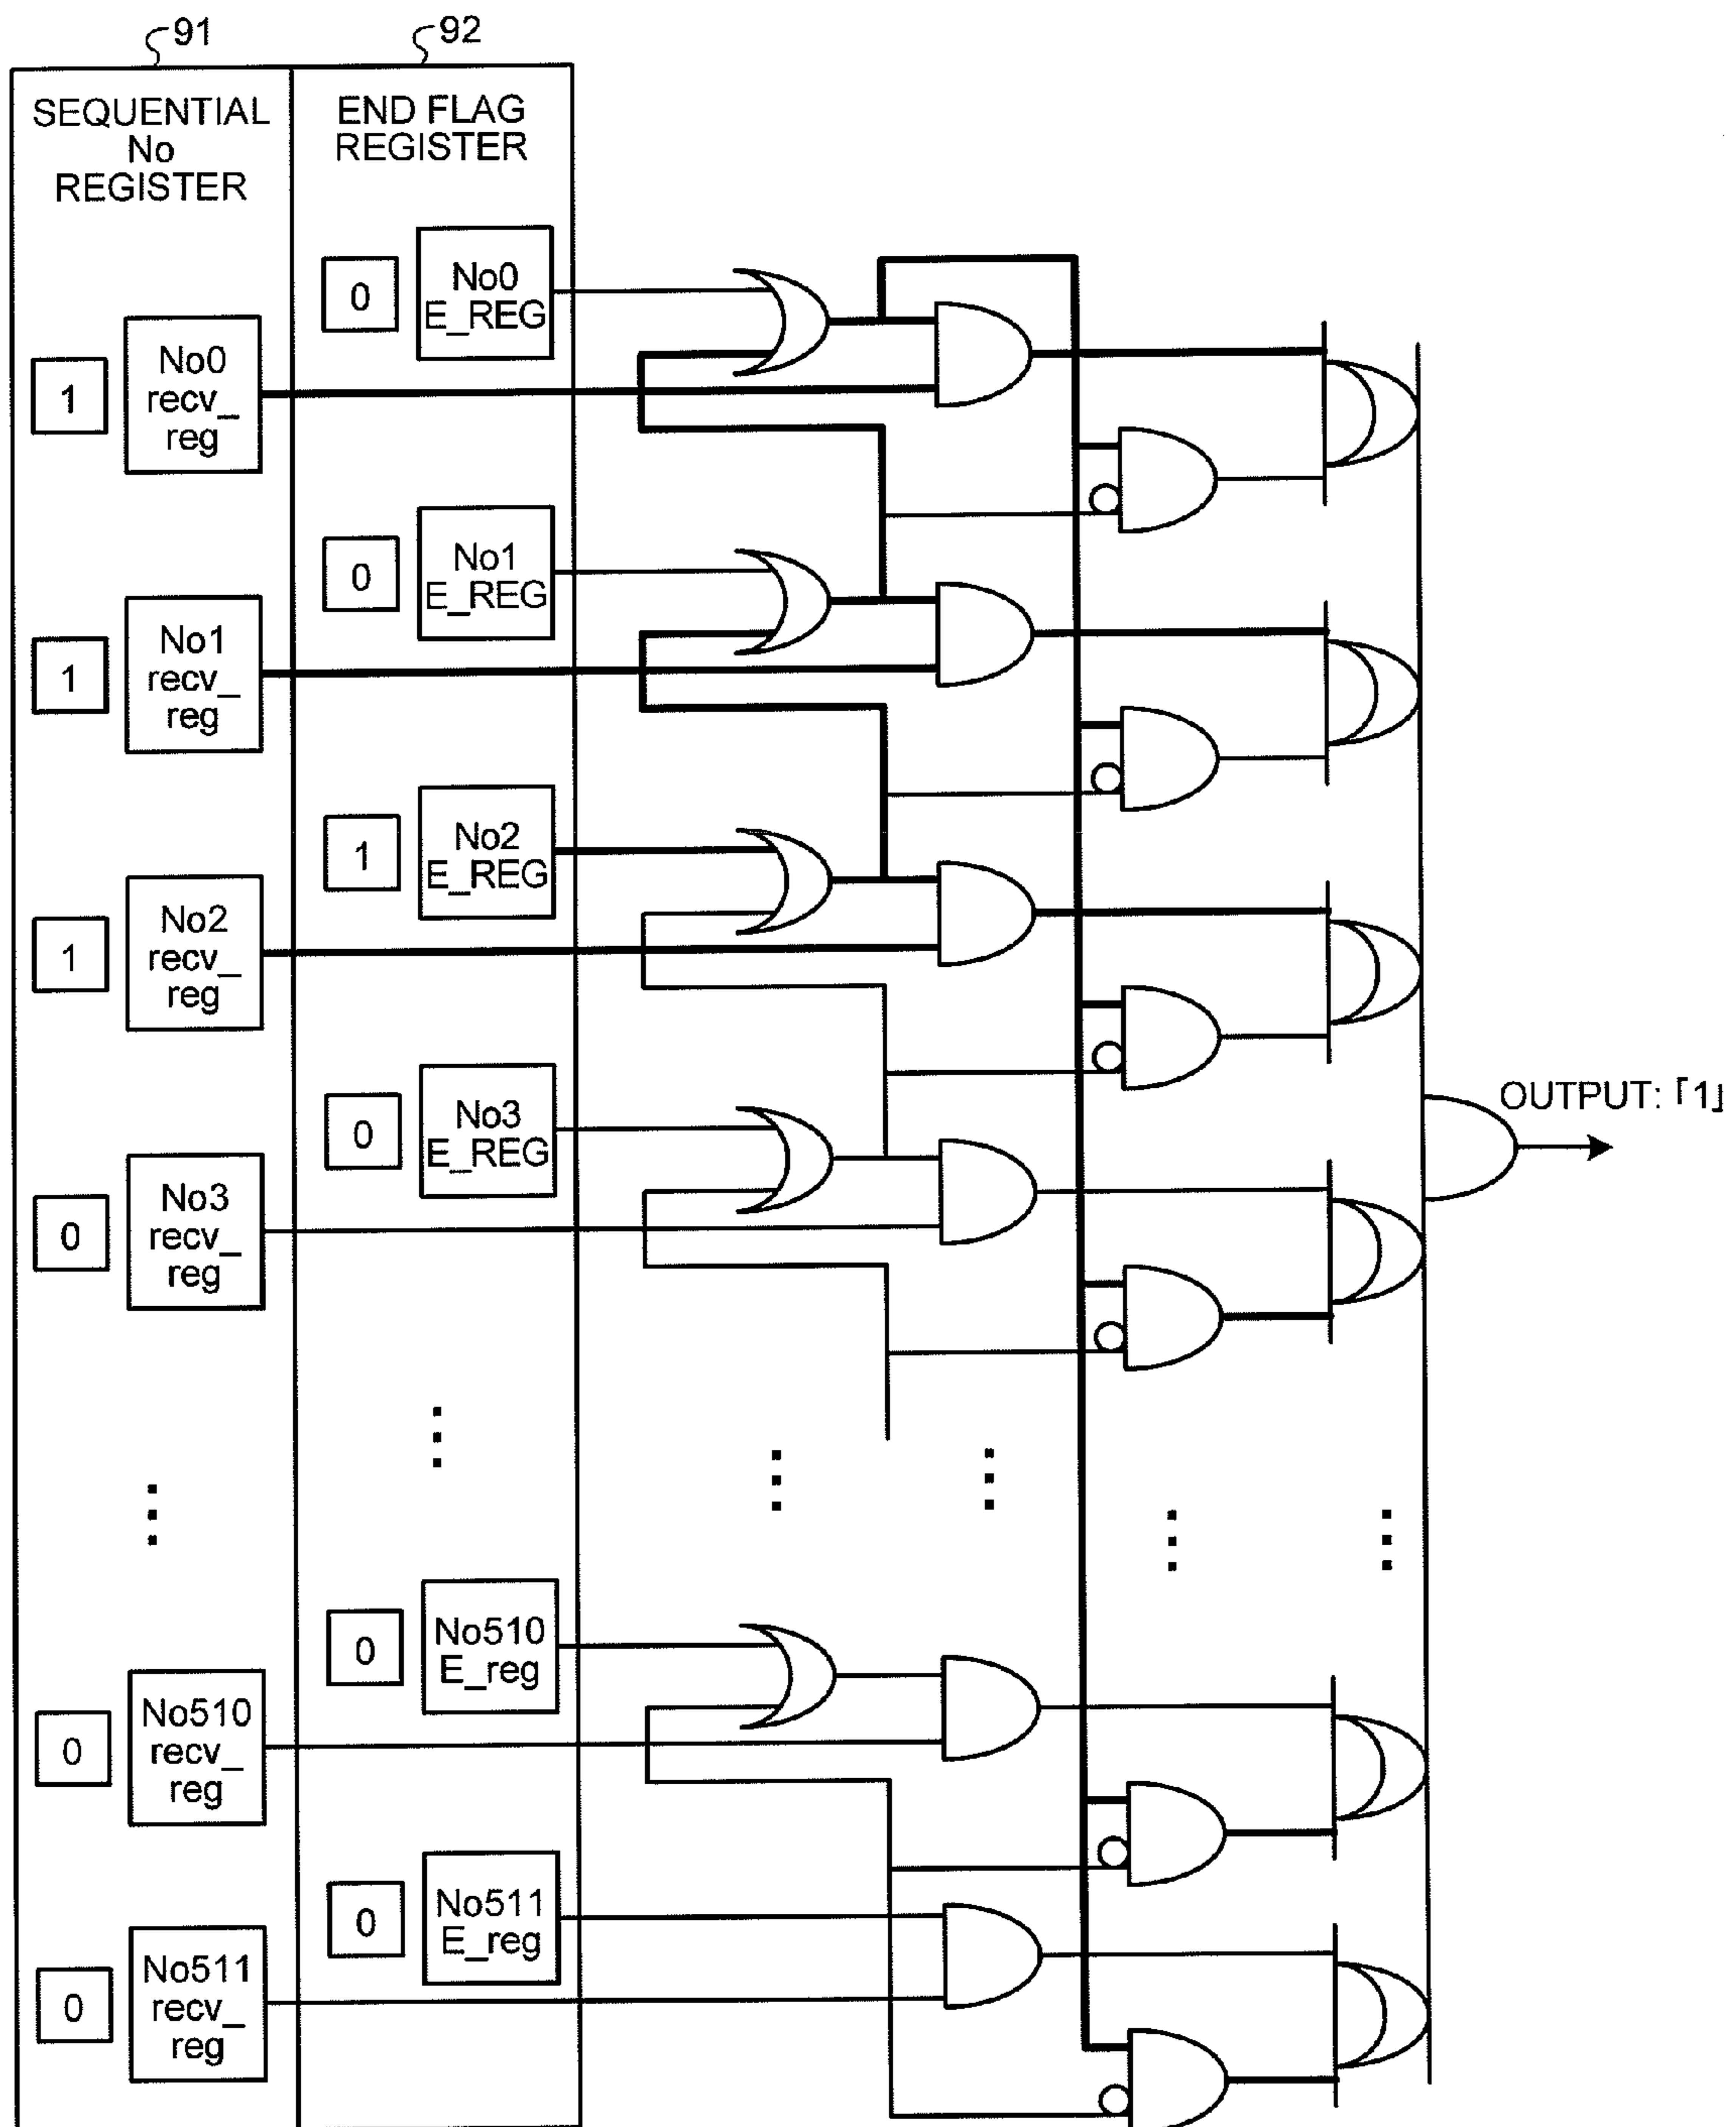 91
92
SEQUENTIAL
No
REGISTER
END FLAG
REGISTER
0
No0
E_REG
1
No0
recv_
reg
0
No1
E_REG
1
No1
recv_
reg
1
No2
E_REG
1
No2
recv_
reg
0
No3
E_REG
0
No3
recv_
reg
OUTPUT: ｢1｣
0
No510
E_reg
0
No510
recv_
reg
0
No511
E_reg
0
No511
recv_
reg